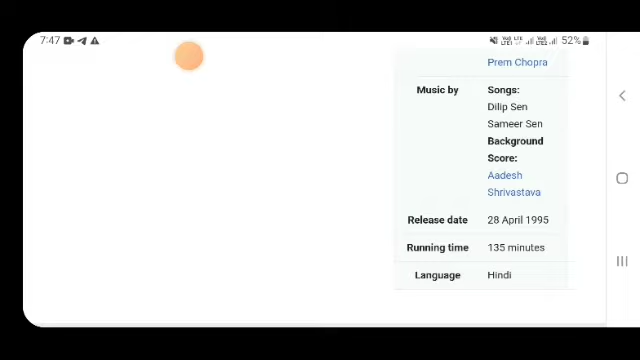 7:47 52%
Prem Chopra
Music by Songs:
Dilip Sen
Sameer Sen
Background
Score:
Aadesh
Shrivastava
Release date 28 April 1995
Running time 135 minutes
Language Hindi